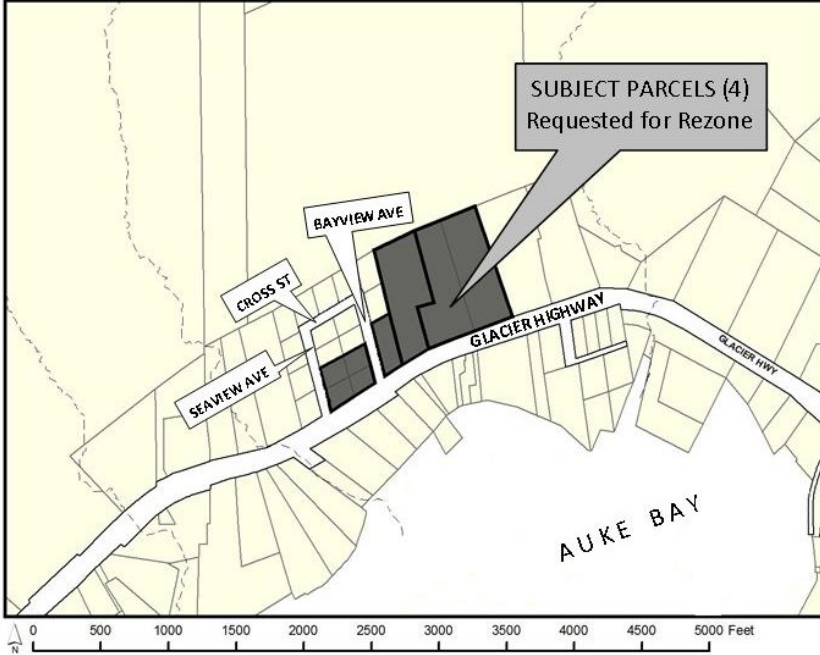 SUBJECT PARCELS (4)
Requested for Rezone
BAYVIEW AVE
CROSS ST
SEAVIEW AVE
GLACIER HIGHWAY
GLACIER HWY
AUKE BAY
N
0 500 1000 1500 2000 2500 3000 3500 4000 4500 5000 Feet